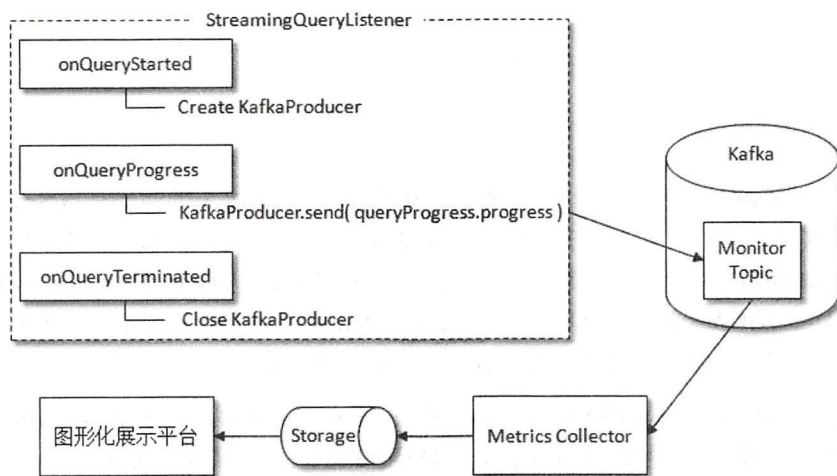 StreamingQueryListener
onQueryStarted
Create KafkaProducer
onQueryProgress
KafkaProducer.send( queryProgress.progress )
onQueryTerminated
Close KafkaProducer
Kafka
Monitor
Topic
图形化展示平台
Storage
Metrics Collector